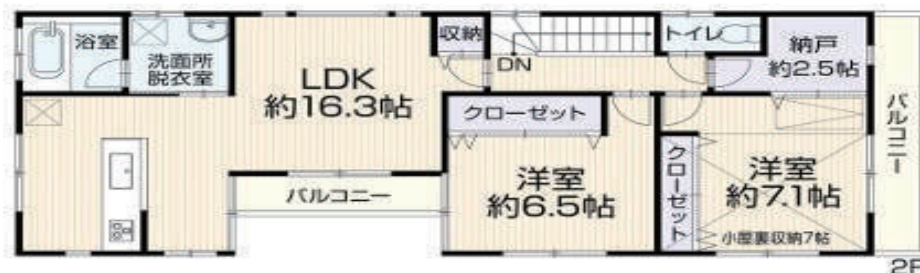 浴室
洗面所
脱衣室
LDK
約16.3帖
収納
DN
トイレ
納戸
約2.5帖
バルコニー
クローゼット
洋室
約6.5帖
クローゼット
洋室
約7.1帖
小屋裏収納7帖
バルコニー
2F